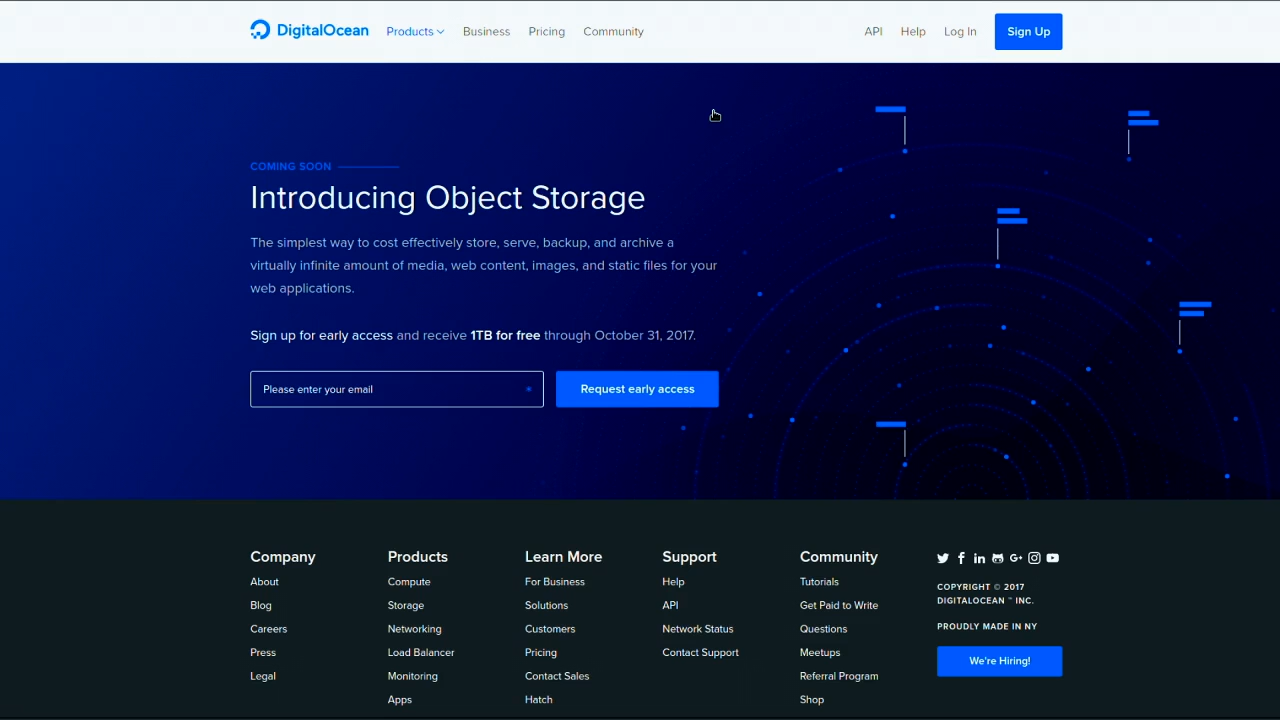 DigitalOcean
Products Business Pricing Community
API Help Log In Sign Up
COMING SOON
Introducing Object Storage
The simplest way to cost effectively store, serve, backup, and archive a
virtually infinite amount of media, web content, images, and static files for your
web applications.
Sign up for early access and receive 1TB for free through October 31, 2017.
Please enter your email
Request early access
Company
About
Blog
Careers
Press
Legal
Products
Compute
Storage
Networking
Load Balancer
Monitoring
Apps
Learn More
For Business
Solutions
Customers
Pricing
Contact Sales
Hatch
Support
Help
API
Network Status
Contact Support
Community
Tutorials
Get Paid to Write
Questions
Meetups
Referral Program
Shop
COPYRIGHT © 2017
DIGITALOCEAN ™ INC.
PROUDLY MADE IN NY
We're Hiring!